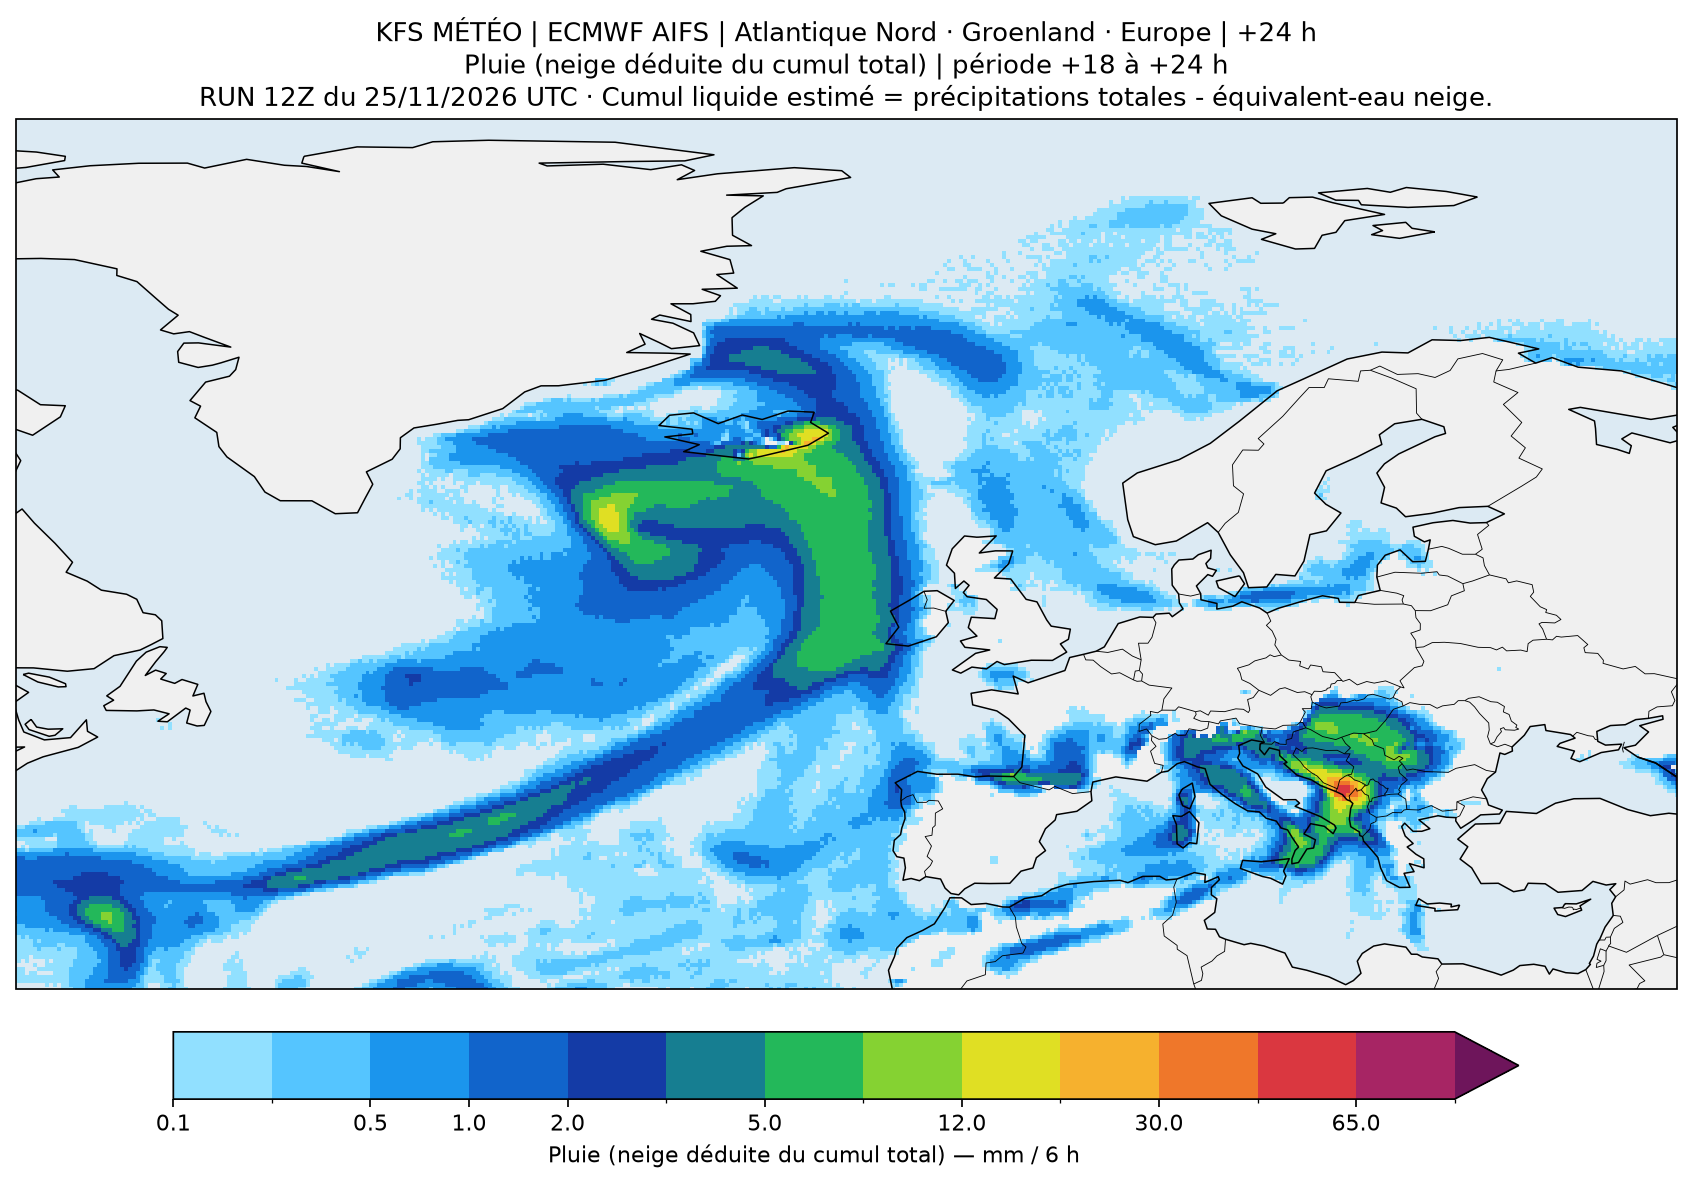 KFS MÉTÉO | ECMWF AIFS | Atlantique Nord · Groenland · Europe | +24 h
Pluie (neige déduite du cumul total) | période +18 à +24 h
RUN 12Z du 25/11/2026 UTC · Cumul liquide estimé = précipitations totales - équivalent-eau neige.
0.1 0.5 1.0 2.0 5.0 12.0 30.0 65.0
Pluie (neige déduite du cumul total) — mm / 6 h